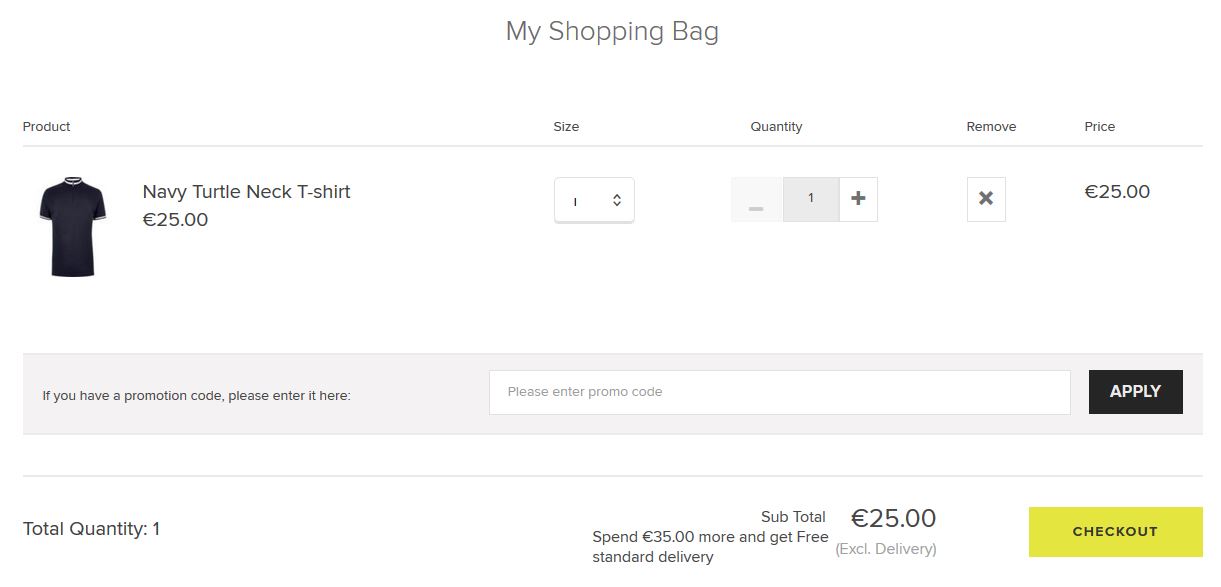 My Shopping Bag
Product Size Quantity Remove Price
Navy Turtle Neck T-shirt
€25.00
1
€25.00
If you have a promotion code, please enter it here:
Please enter promo code
APPLY
Total Quantity: 1
Sub Total €25.00
Spend €35.00 more and get Free
standard delivery
(Excl. Delivery)
CHECKOUT